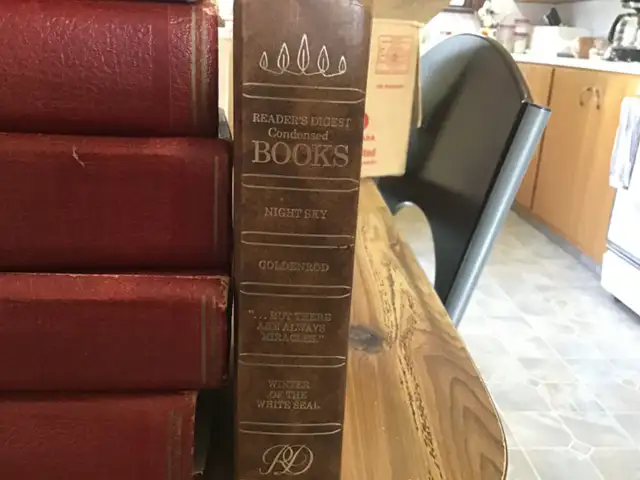 READER'S DIGEST
Condensed
BOOKS
NIGHT SKY
GOLDENROD
"...BUT THERE
ARE ALWAYS
MIRACLES."
WINTER
OF THE
WHITE SEAL
RD